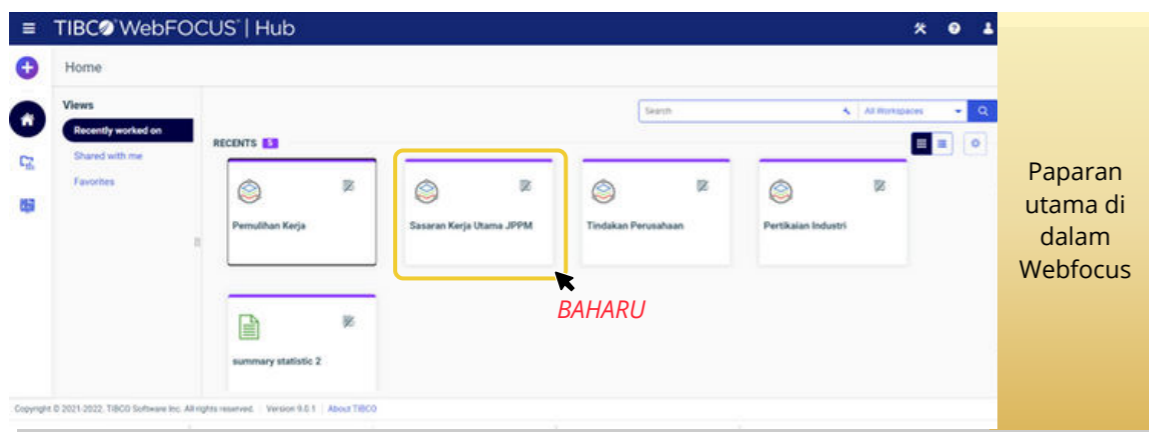 TIBCO WebFOCUS | Hub
Home
Views
Recently worked on
Shared with me
Favorites
Search
All Workspaces
RECENTS 5
Pemulihan Kerja
Sasaran Kerja Utama JPPM
Tindakan Perusahaan
Pertikaian Industri
BAHARU
summary statistic 2
Copyright © 2021-2022. TIBCO Software Inc. All rights reserved. | Version 9.0.1 | About TIBCO
Paparan
utama di
dalam
Webfocus